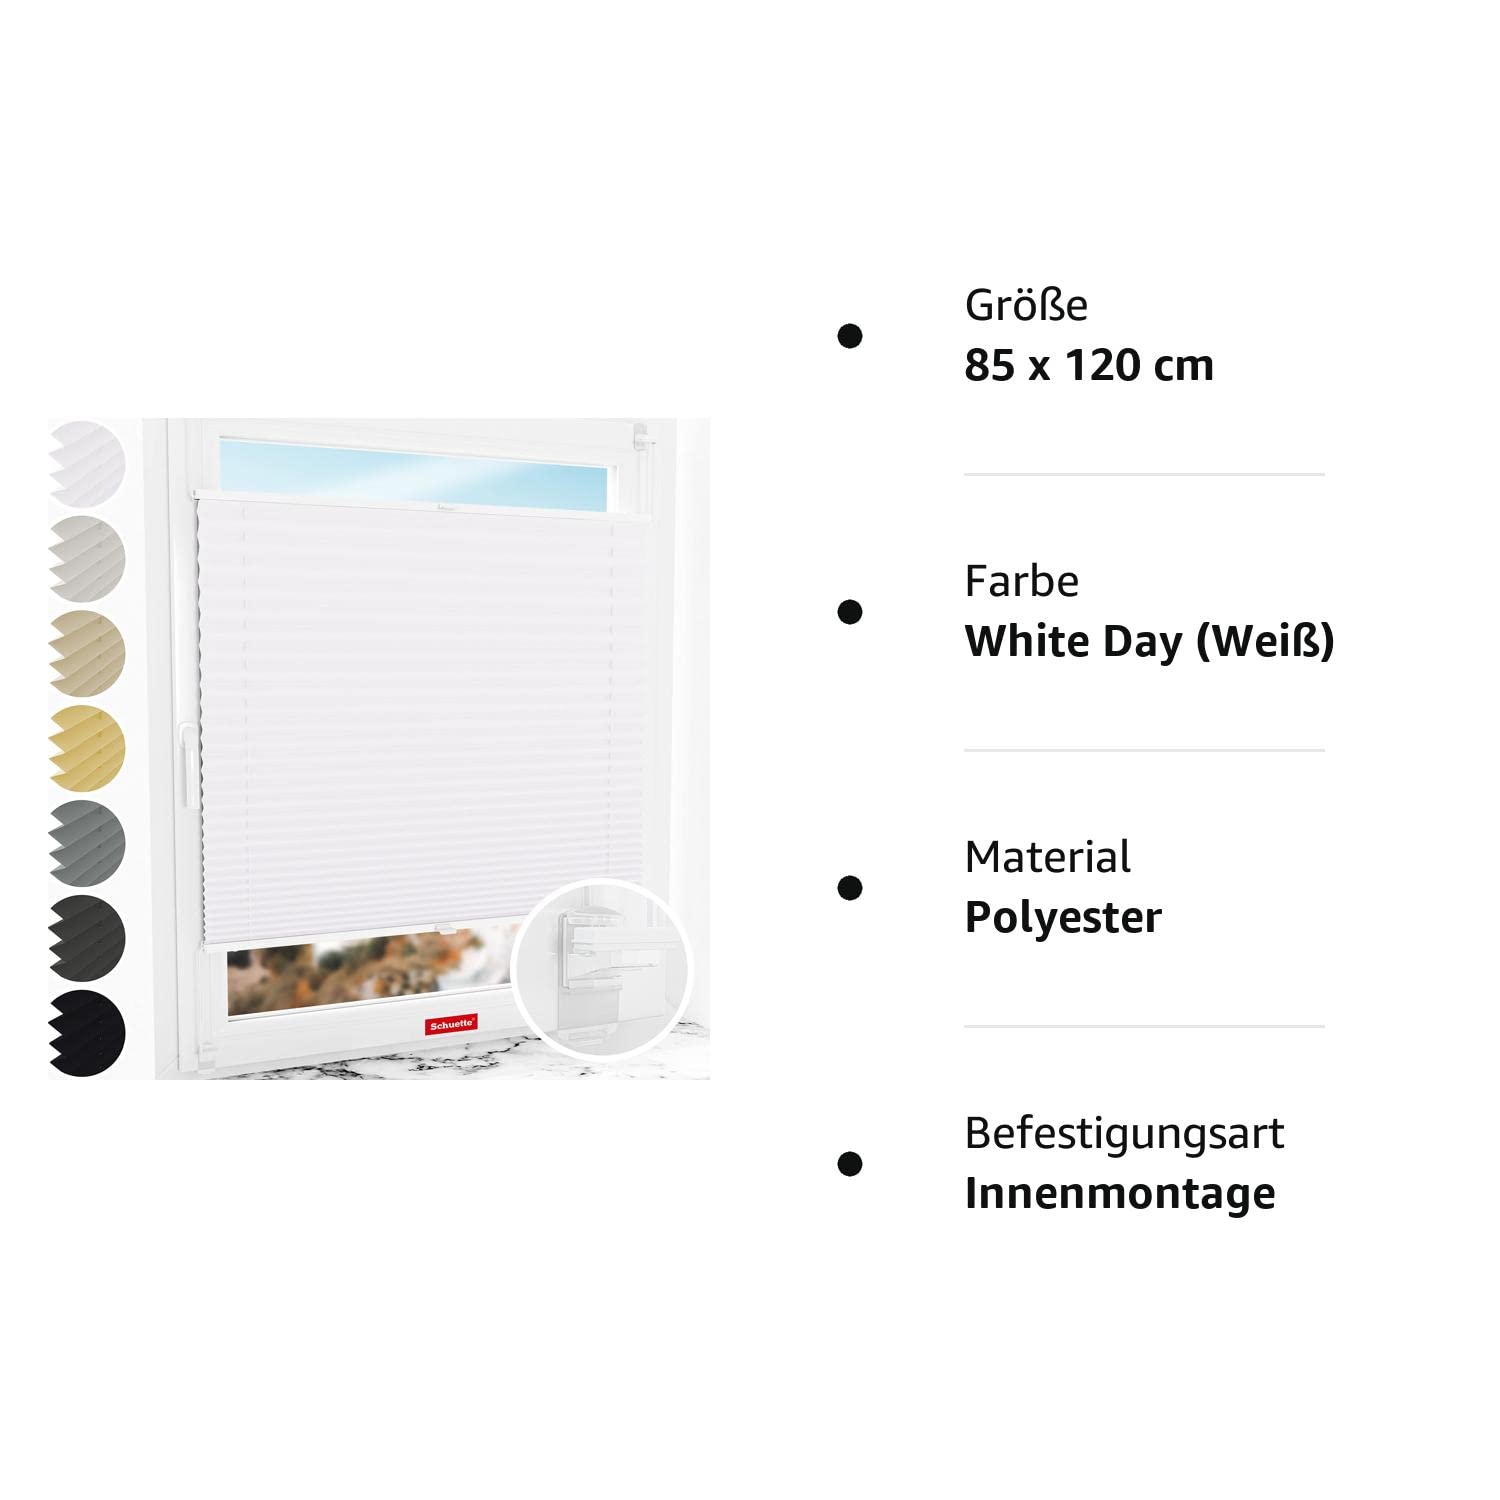 Größe
85 x 120 cm
Farbe
White Day (Weiß)
Material
Polyester
Befestigungsart
Innenmontage
Schuette